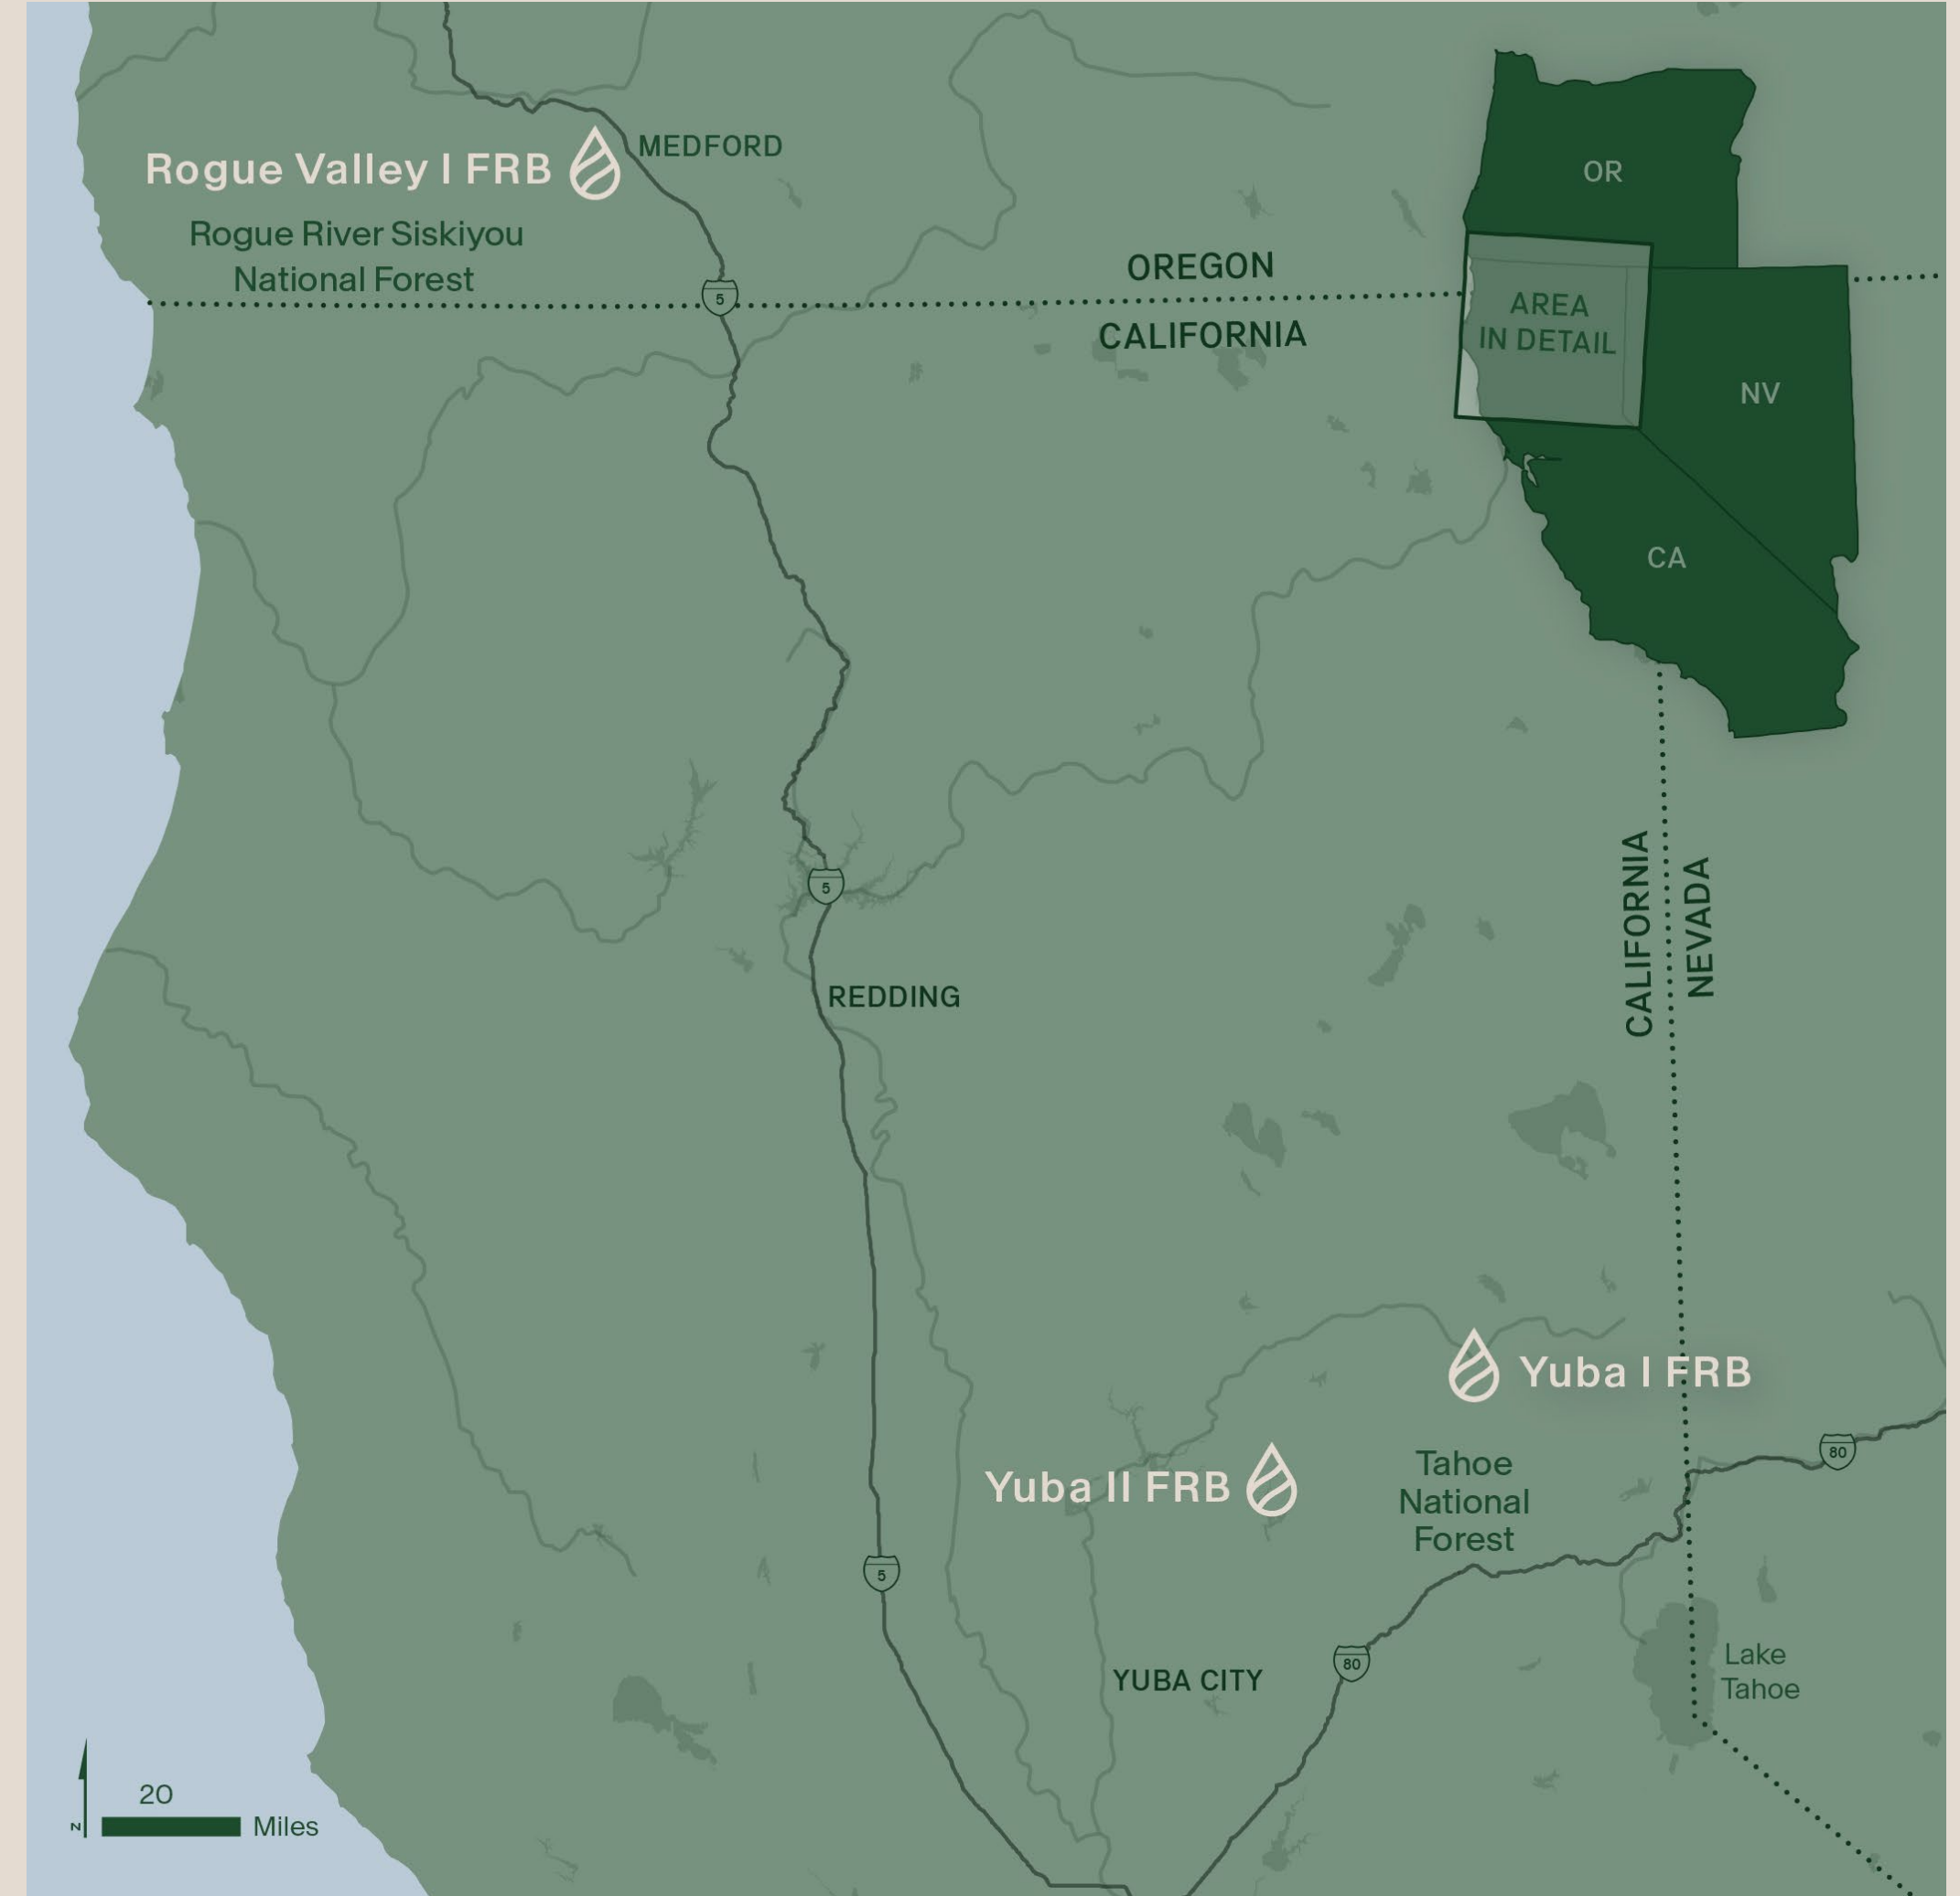 MEDFORD
Rogue Valley I FRB
Rogue River Siskiyou
National Forest
5
OREGON
CALIFORNIA
OR
AREA
IN DETAIL
NV
CA
CALIFORNIA
NEVADA
5
REDDING
Yuba I FRB
80
Tahoe
National
Forest
Yuba II FRB
5
80
YUBA CITY
Lake
Tahoe
N
20
Miles